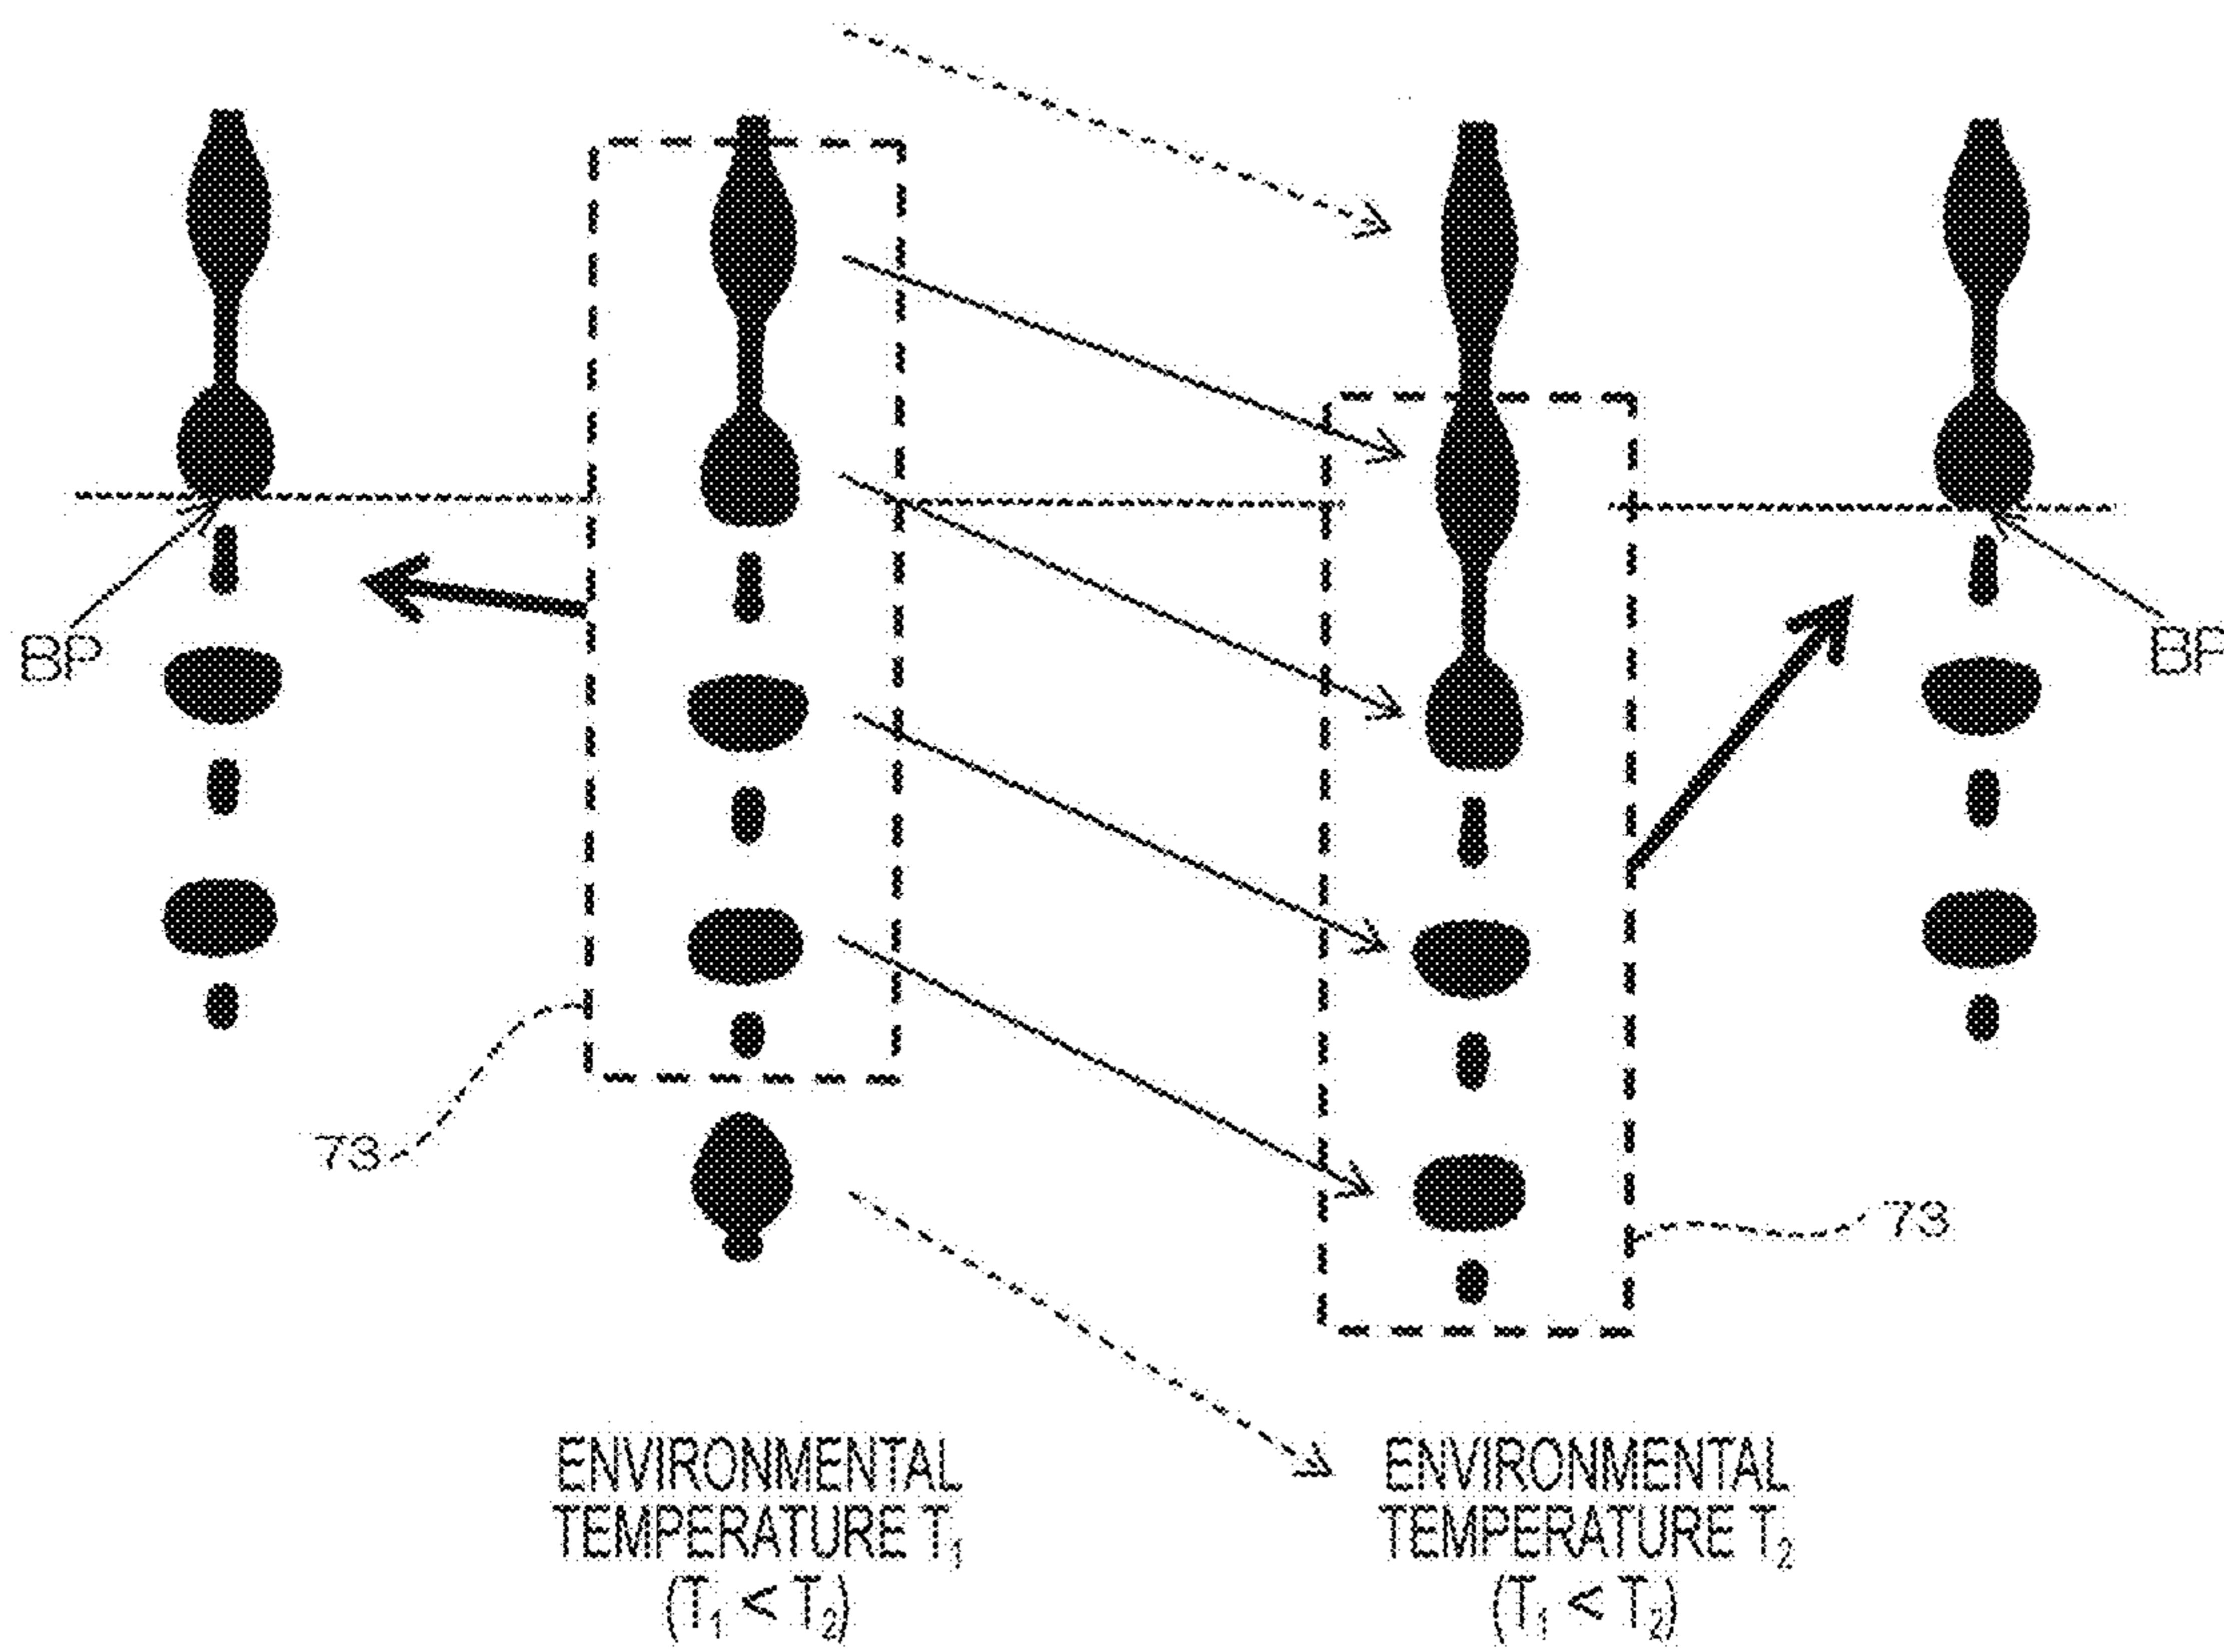 BP
BP
73
73
ENVIRONMENTAL
TEMPERATURE T₁
(T₁ < T₂)
ENVIRONMENTAL
TEMPERATURE T₂
(T₁ < T₂)